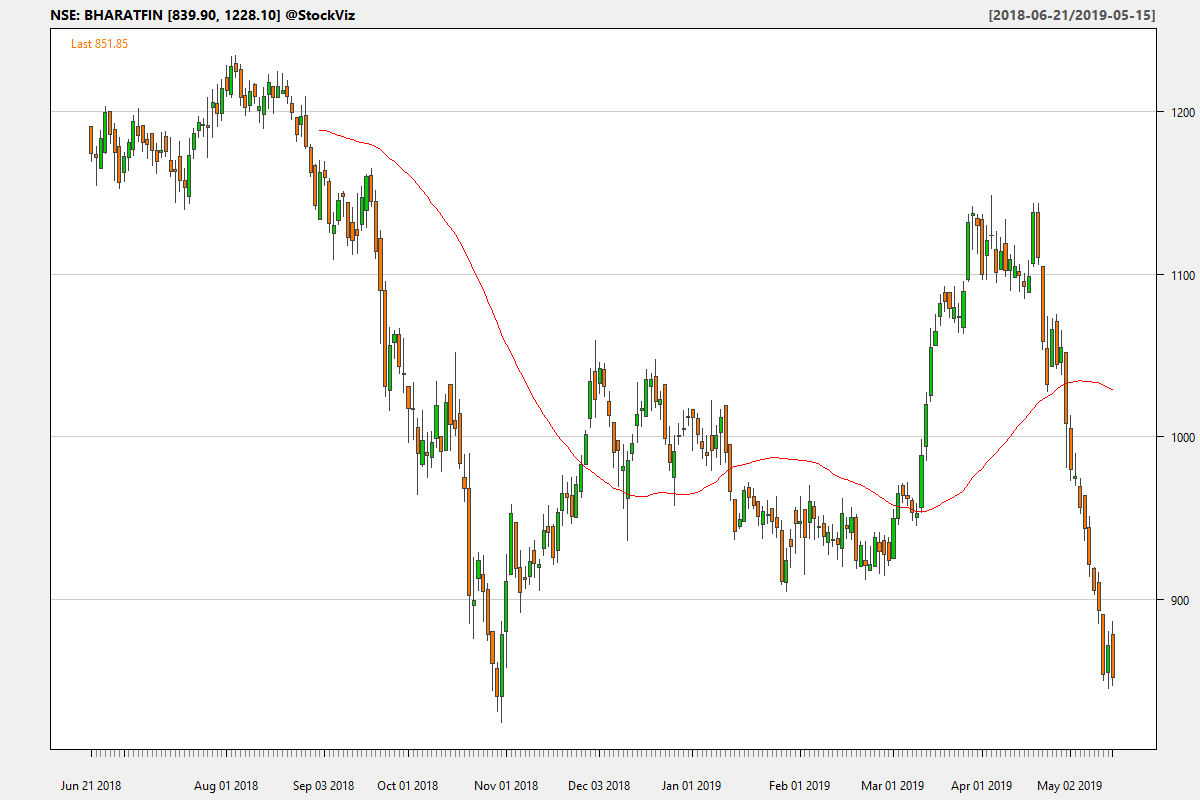 NSE: BHARATFIN [839.90, 1228.10] @StockViz [2018-06-21/2019-05-15]
Last 851.85
1200
1100
1000
900
Jun 21 2018 Aug 01 2018 Sep 03 2018 Oct 01 2018 Nov 01 2018 Dec 03 2018 Jan 01 2019 Feb 01 2019 Mar 01 2019 Apr 01 2019 May 02 2019